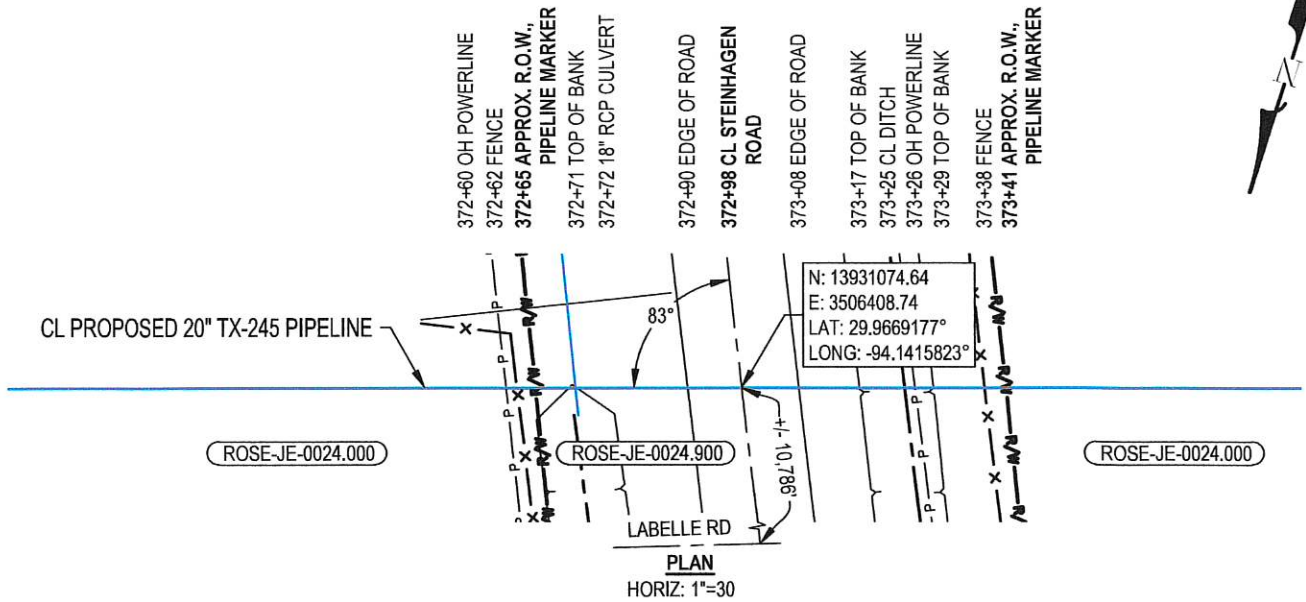 372+60 OH POWERLINE
372+62 FENCE
372+65 APPROX. R.O.W.,
PIPELINE MARKER
372+71 TOP OF BANK
372+72 18" RCP CULVERT
372+90 EDGE OF ROAD
372+98 CL STEINHAGEN
ROAD
373+08 EDGE OF ROAD
373+17 TOP OF BANK
373+25 CL DITCH
373+26 OH POWERLINE
373+29 TOP OF BANK
373+38 FENCE
373+41 APPROX. R.O.W.,
PIPELINE MARKER
N
CL PROPOSED 20" TX-245 PIPELINE
83°
N: 13931074.64
E: 3506408.74
LAT: 29.9669177°
LONG: -94.1415823°
P
P
P
P
R/W
R/W
R/W
R/W
R/W
R/W
R/W
R/W
ROSE-JE-0024.000
ROSE-JE-0024.900
+/- 10,786'
ROSE-JE-0024.000
P
P
LABELLE RD
PLAN
HORIZ: 1"=30